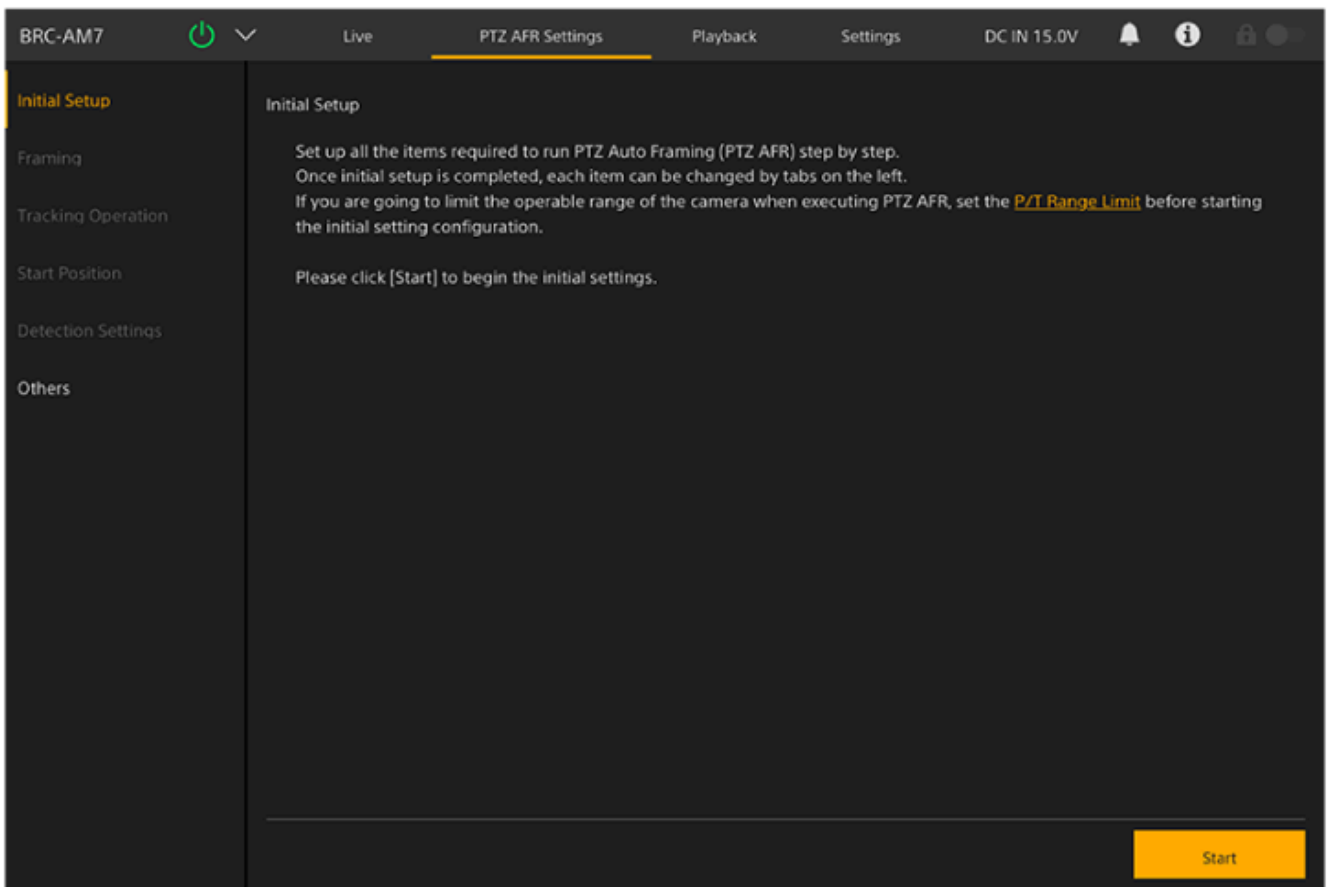 BRC-AM7 Live PTZ AFR Settings Playback Settings DC IN 15.0V
Initial Setup
Framing
Tracking Operation
Start Position
Detection Settings
Others
Initial Setup
Set up all the items required to run PTZ Auto Framing (PTZ AFR) step by step.
Once initial setup is completed, each item can be changed by tabs on the left.
If you are going to limit the operable range of the camera when executing PTZ AFR, set the P/T Range Limit before starting
the initial setting configuration.
Please click [Start] to begin the initial settings.
Start